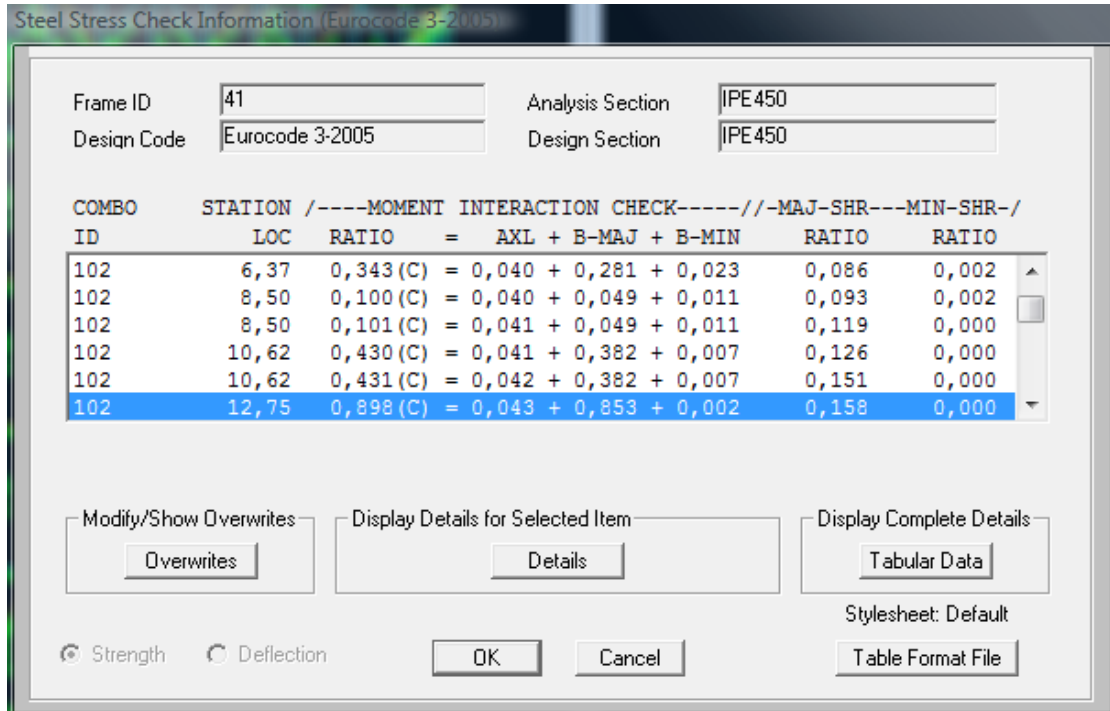 Steel Stress Check Information (Eurocode 3-2005)
Frame ID 41 Analysis Section IPE450
Design Code Eurocode 3-2005 Design Section IPE450
COMBO STATION /----MOMENT INTERACTION CHECK-----//-MAJ-SHR---MIN-SHR-/
ID LOC RATIO = AXL + B-MAJ + B-MIN RATIO RATIO
102 6,37 0,343(C) = 0,040 + 0,281 + 0,023 0,086 0,002
102 8,50 0,100(C) = 0,040 + 0,049 + 0,011 0,093 0,002
102 8,50 0,101(C) = 0,041 + 0,049 + 0,011 0,119 0,000
102 10,62 0,430(C) = 0,041 + 0,382 + 0,007 0,126 0,000
102 10,62 0,431(C) = 0,042 + 0,382 + 0,007 0,151 0,000
102 12,75 0,898(C) = 0,043 + 0,853 + 0,002 0,158 0,000
Modify/Show Overwrites Display Details for Selected Item Display Complete Details
Overwrites Details Tabular Data
Stylesheet: Default
Strength Deflection OK Cancel Table Format File